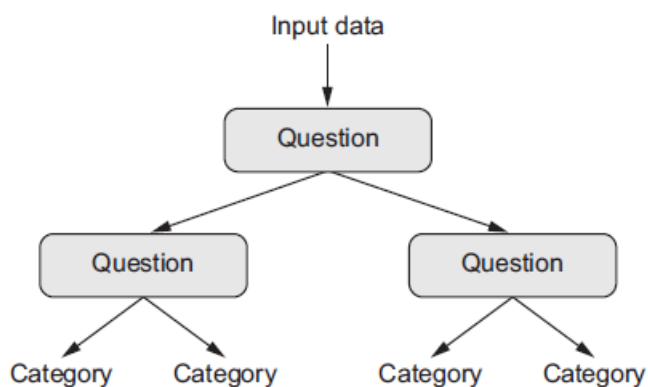 Input data
Question
Question
Question
Category
Category
Category
Category